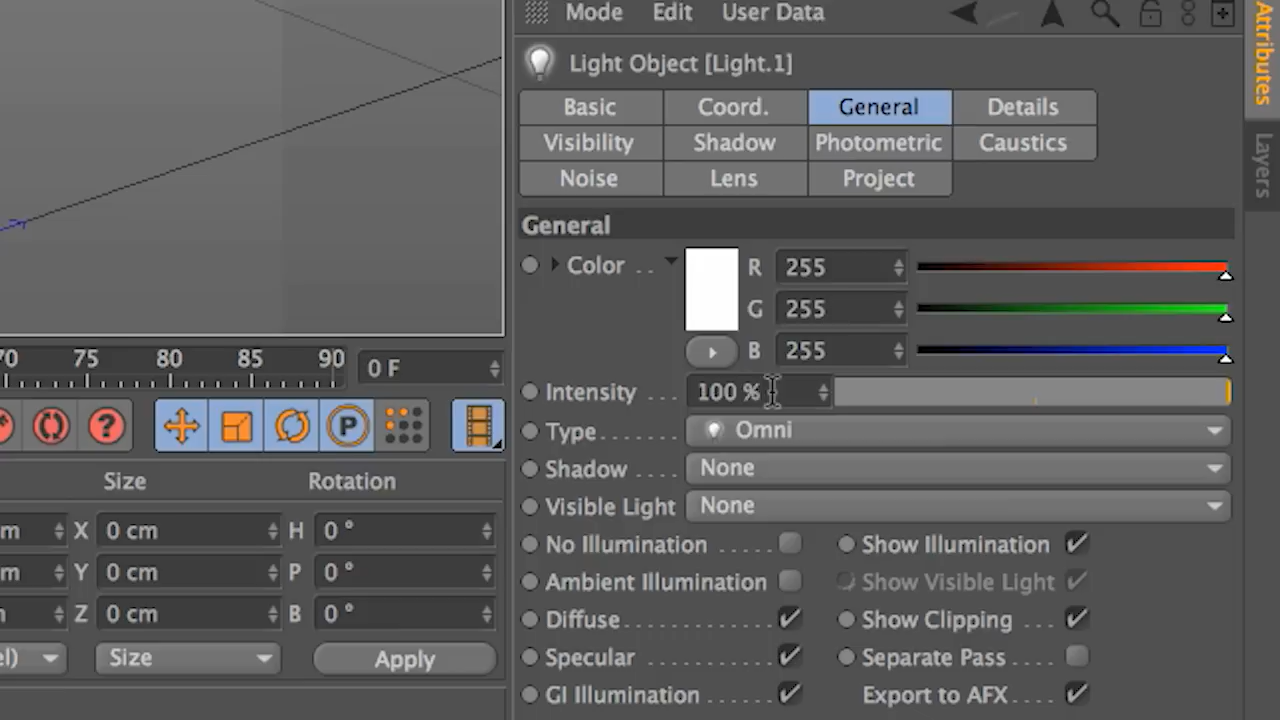 Mode Edit User Data
Attributes
Layers
Light Object [Light.1]
Basic Coord. General Details
Visibility Shadow Photometric Caustics
Noise Lens Project
General
Color . . R 255
G 255
B 255
Intensity . . . 100 %
Type . . . . . . . Omni
Shadow . . . . None
Visible Light None
No Illumination . . . . . Show Illumination
Ambient Illumination Show Visible Light
Diffuse . . . . . . . . . . . . Show Clipping . . . .
Specular . . . . . . . . . . . Separate Pass . . . .
GI Illumination . . . . . . Export to AFX . . . .
70 75 80 85 90 0 F
?
P
Size Rotation
m X 0 cm H 0 °
m Y 0 cm P 0 °
Z 0 cm B 0 °
el) Size Apply